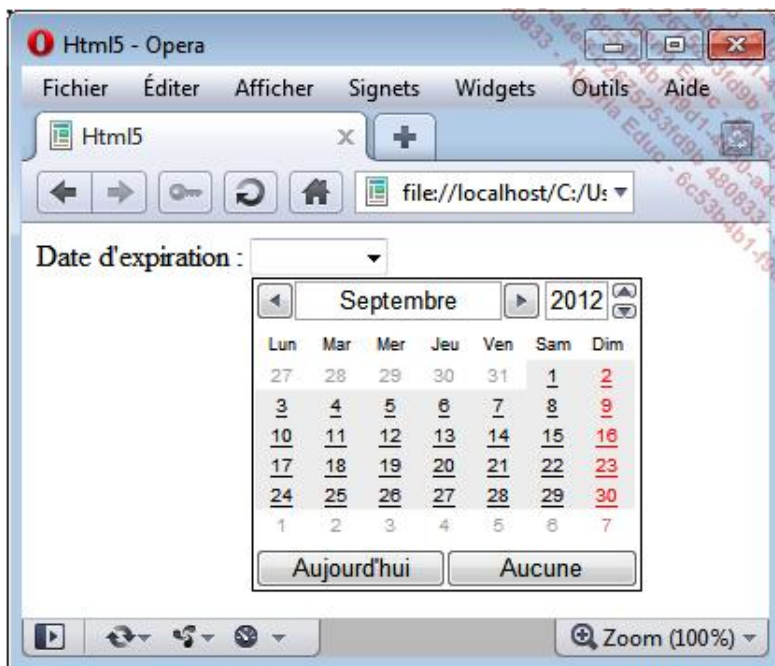 Html5 - Opera
Fichier Éditer Afficher Signets Widgets Outils Aide
Html5
file://localhost/C:/Us
Date d'expiration :
Septembre 2012
Lun Mar Mer Jeu Ven Sam Dim
27 28 29 30 31 1 2
3 4 5 6 7 8 9
10 11 12 13 14 15 16
17 18 19 20 21 22 23
24 25 26 27 28 29 30
1 2 3 4 5 6 7
Aujourd'hui Aucune
Zoom (100%)